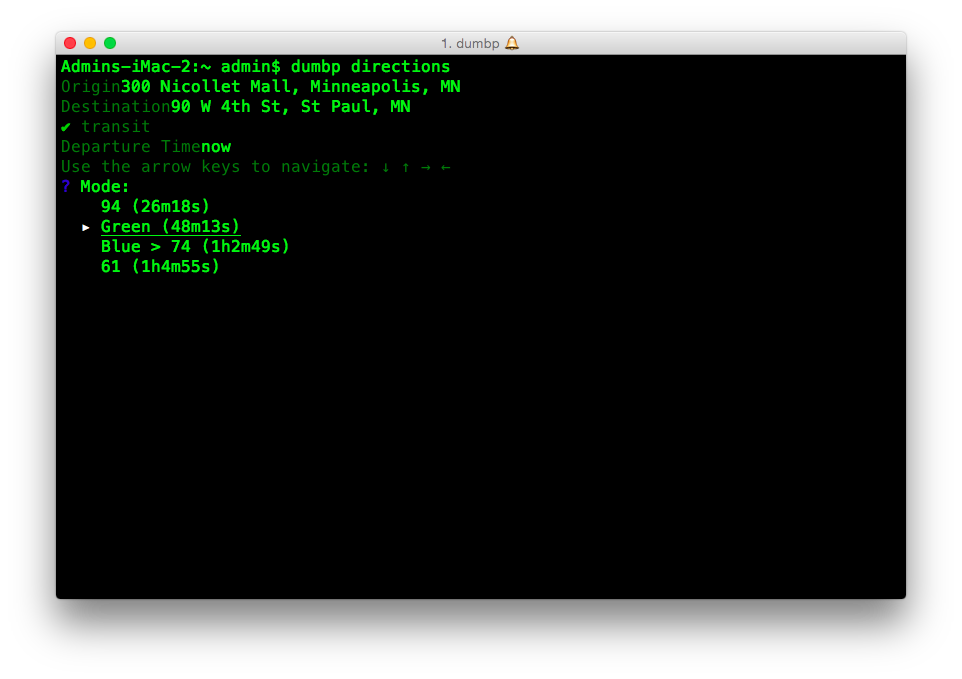 1. dumbp 🔔
Admins-iMac-2:~ admin$ dumbp directions
Origin300 Nicollet Mall, Minneapolis, MN
Destination90 W 4th St, St Paul, MN
✔ transit
Departure Timenow
Use the arrow keys to navigate: ↓ ↑ → ←
? Mode:
94 (26m18s)
▸ Green (48m13s)
Blue > 74 (1h2m49s)
61 (1h4m55s)